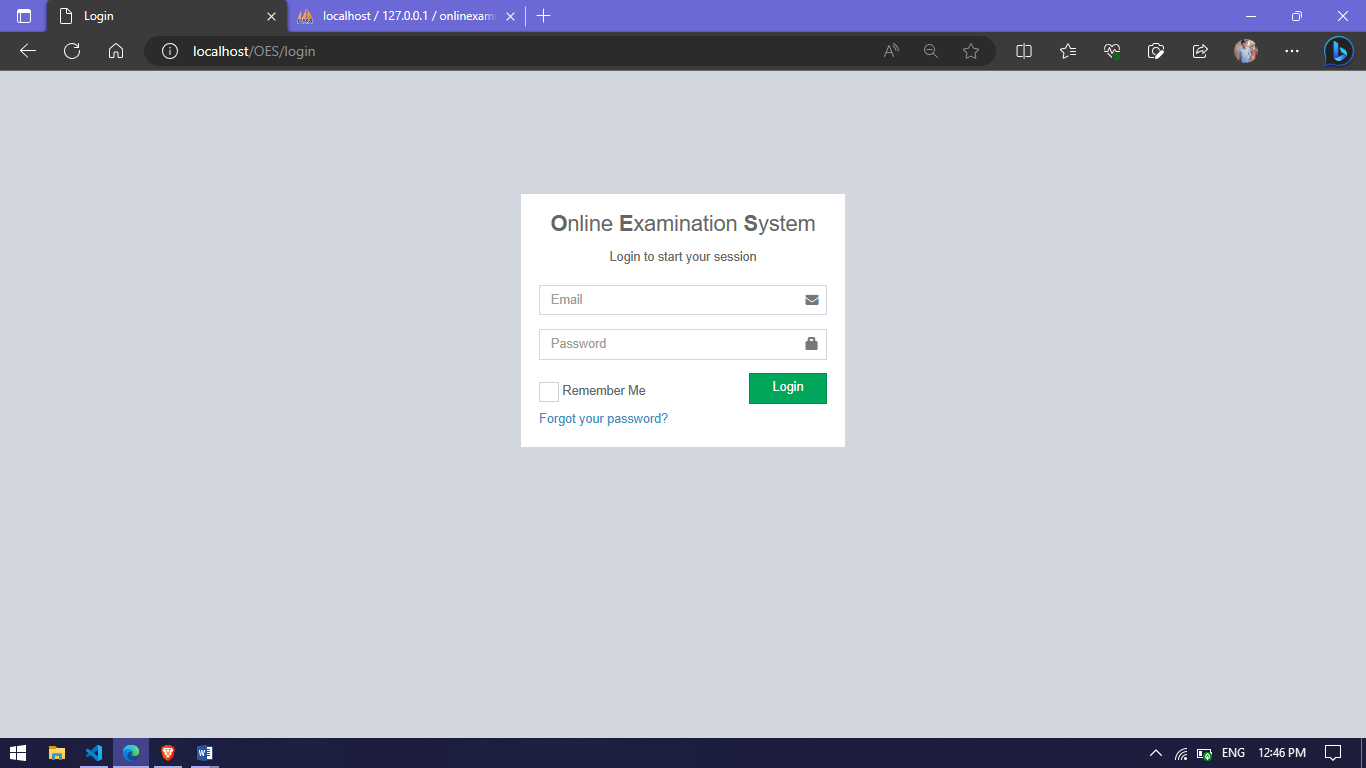 Login
localhost / 127.0.0.1 / onlinexam
localhost/OES/login
Online Examination System
Login to start your session
Email
Password
Remember Me
Login
Forgot your password?
ENG
12:46 PM